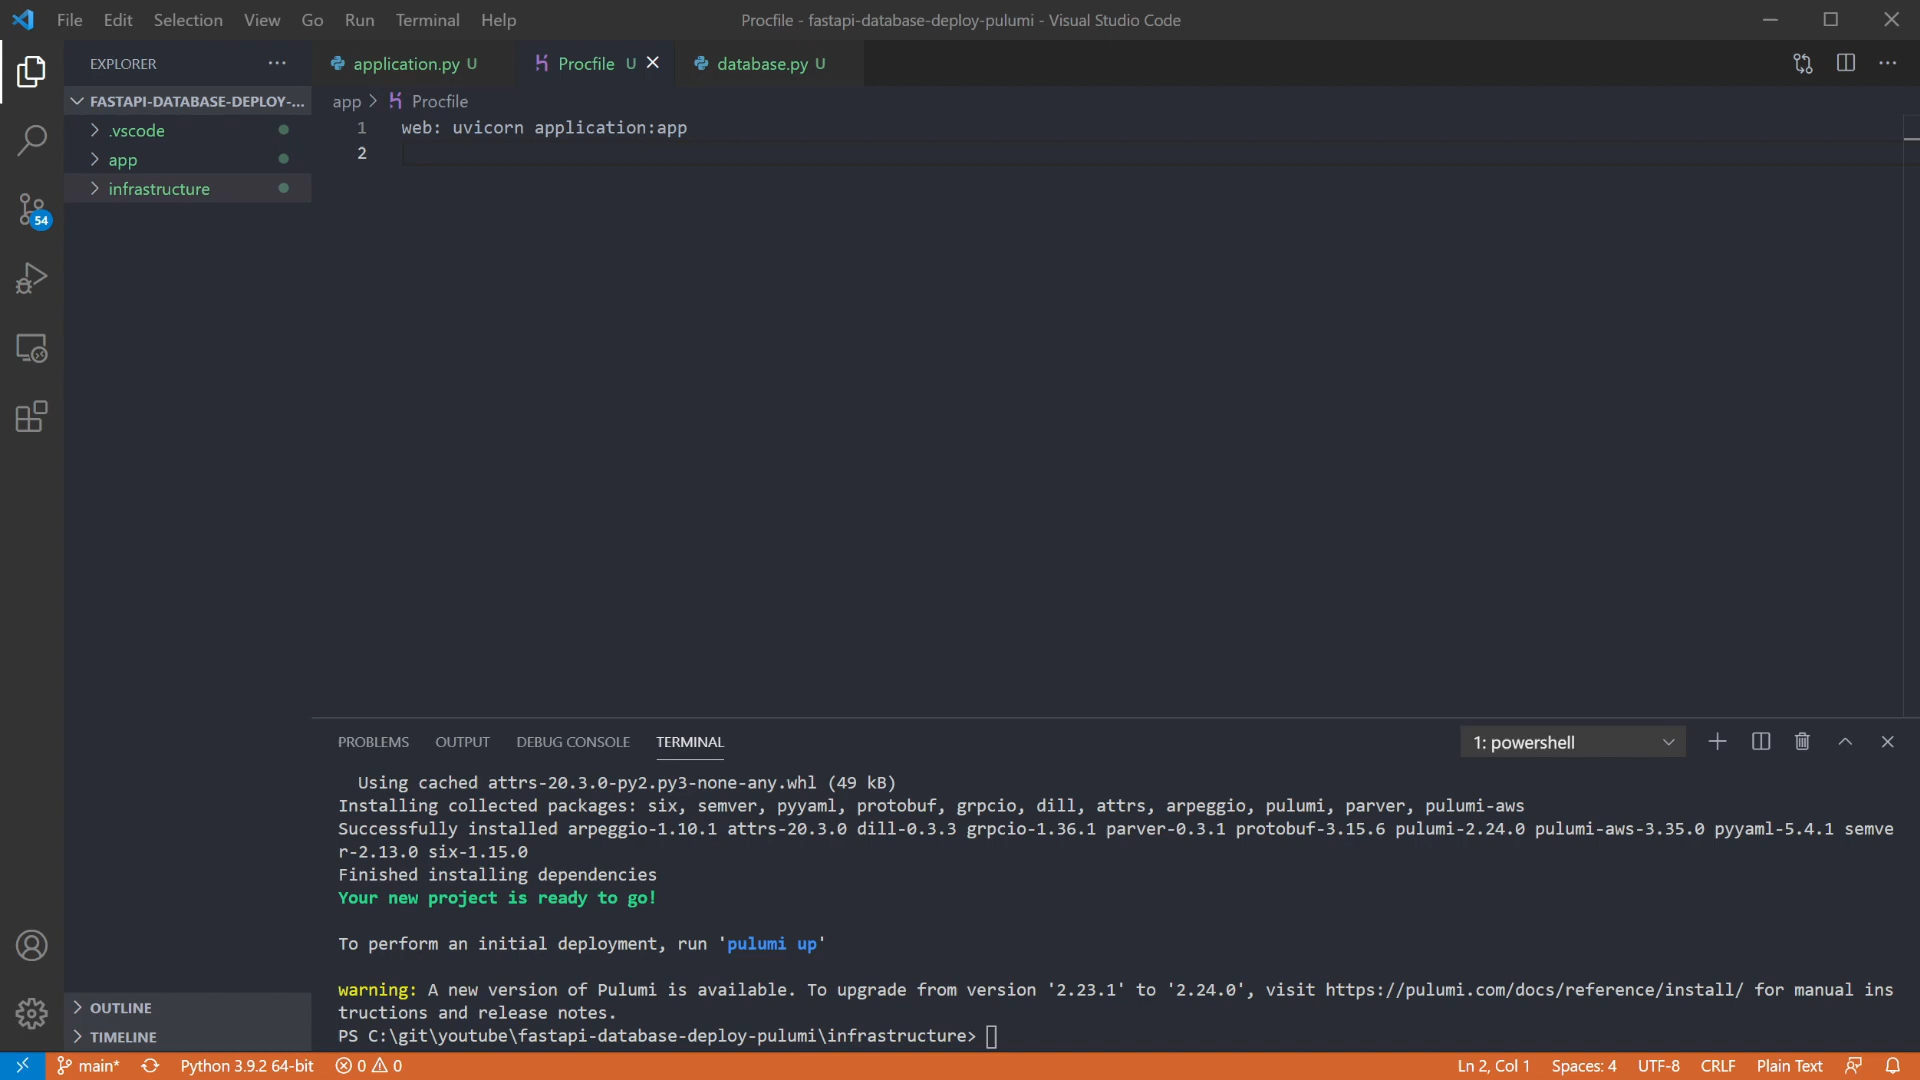 File Edit Selection View Go Run Terminal Help
Procfile - fastapi-database-deploy-pulumi - Visual Studio Code
EXPLORER
application.py U
Procfile U
database.py U
FASTAPI-DATABASE-DEPLOY-...
app > Procfile
.vscode
app
infrastructure
54
1 web: uvicorn application:app
2
PROBLEMS OUTPUT DEBUG CONSOLE TERMINAL
1: powershell
Using cached attrs-20.3.0-py2.py3-none-any.whl (49 kB)
Installing collected packages: six, semver, pyyaml, protobuf, grpcio, dill, attrs, arpeggio, pulumi, parver, pulumi-aws
Successfully installed arpeggio-1.10.1 attrs-20.3.0 dill-0.3.3 grpcio-1.36.1 parver-0.3.1 protobuf-3.15.6 pulumi-2.24.0 pulumi-aws-3.35.0 pyyaml-5.4.1 semve
r-2.13.0 six-1.15.0
Finished installing dependencies
Your new project is ready to go!
To perform an initial deployment, run 'pulumi up'
warning: A new version of Pulumi is available. To upgrade from version '2.23.1' to '2.24.0', visit https://pulumi.com/docs/reference/install/ for manual ins
tructions and release notes.
PS C:\git\youtube\fastapi-database-deploy-pulumi\infrastructure>
OUTLINE
TIMELINE
main* Python 3.9.2 64-bit 0 0
Ln 2, Col 1 Spaces: 4 UTF-8 CRLF Plain Text